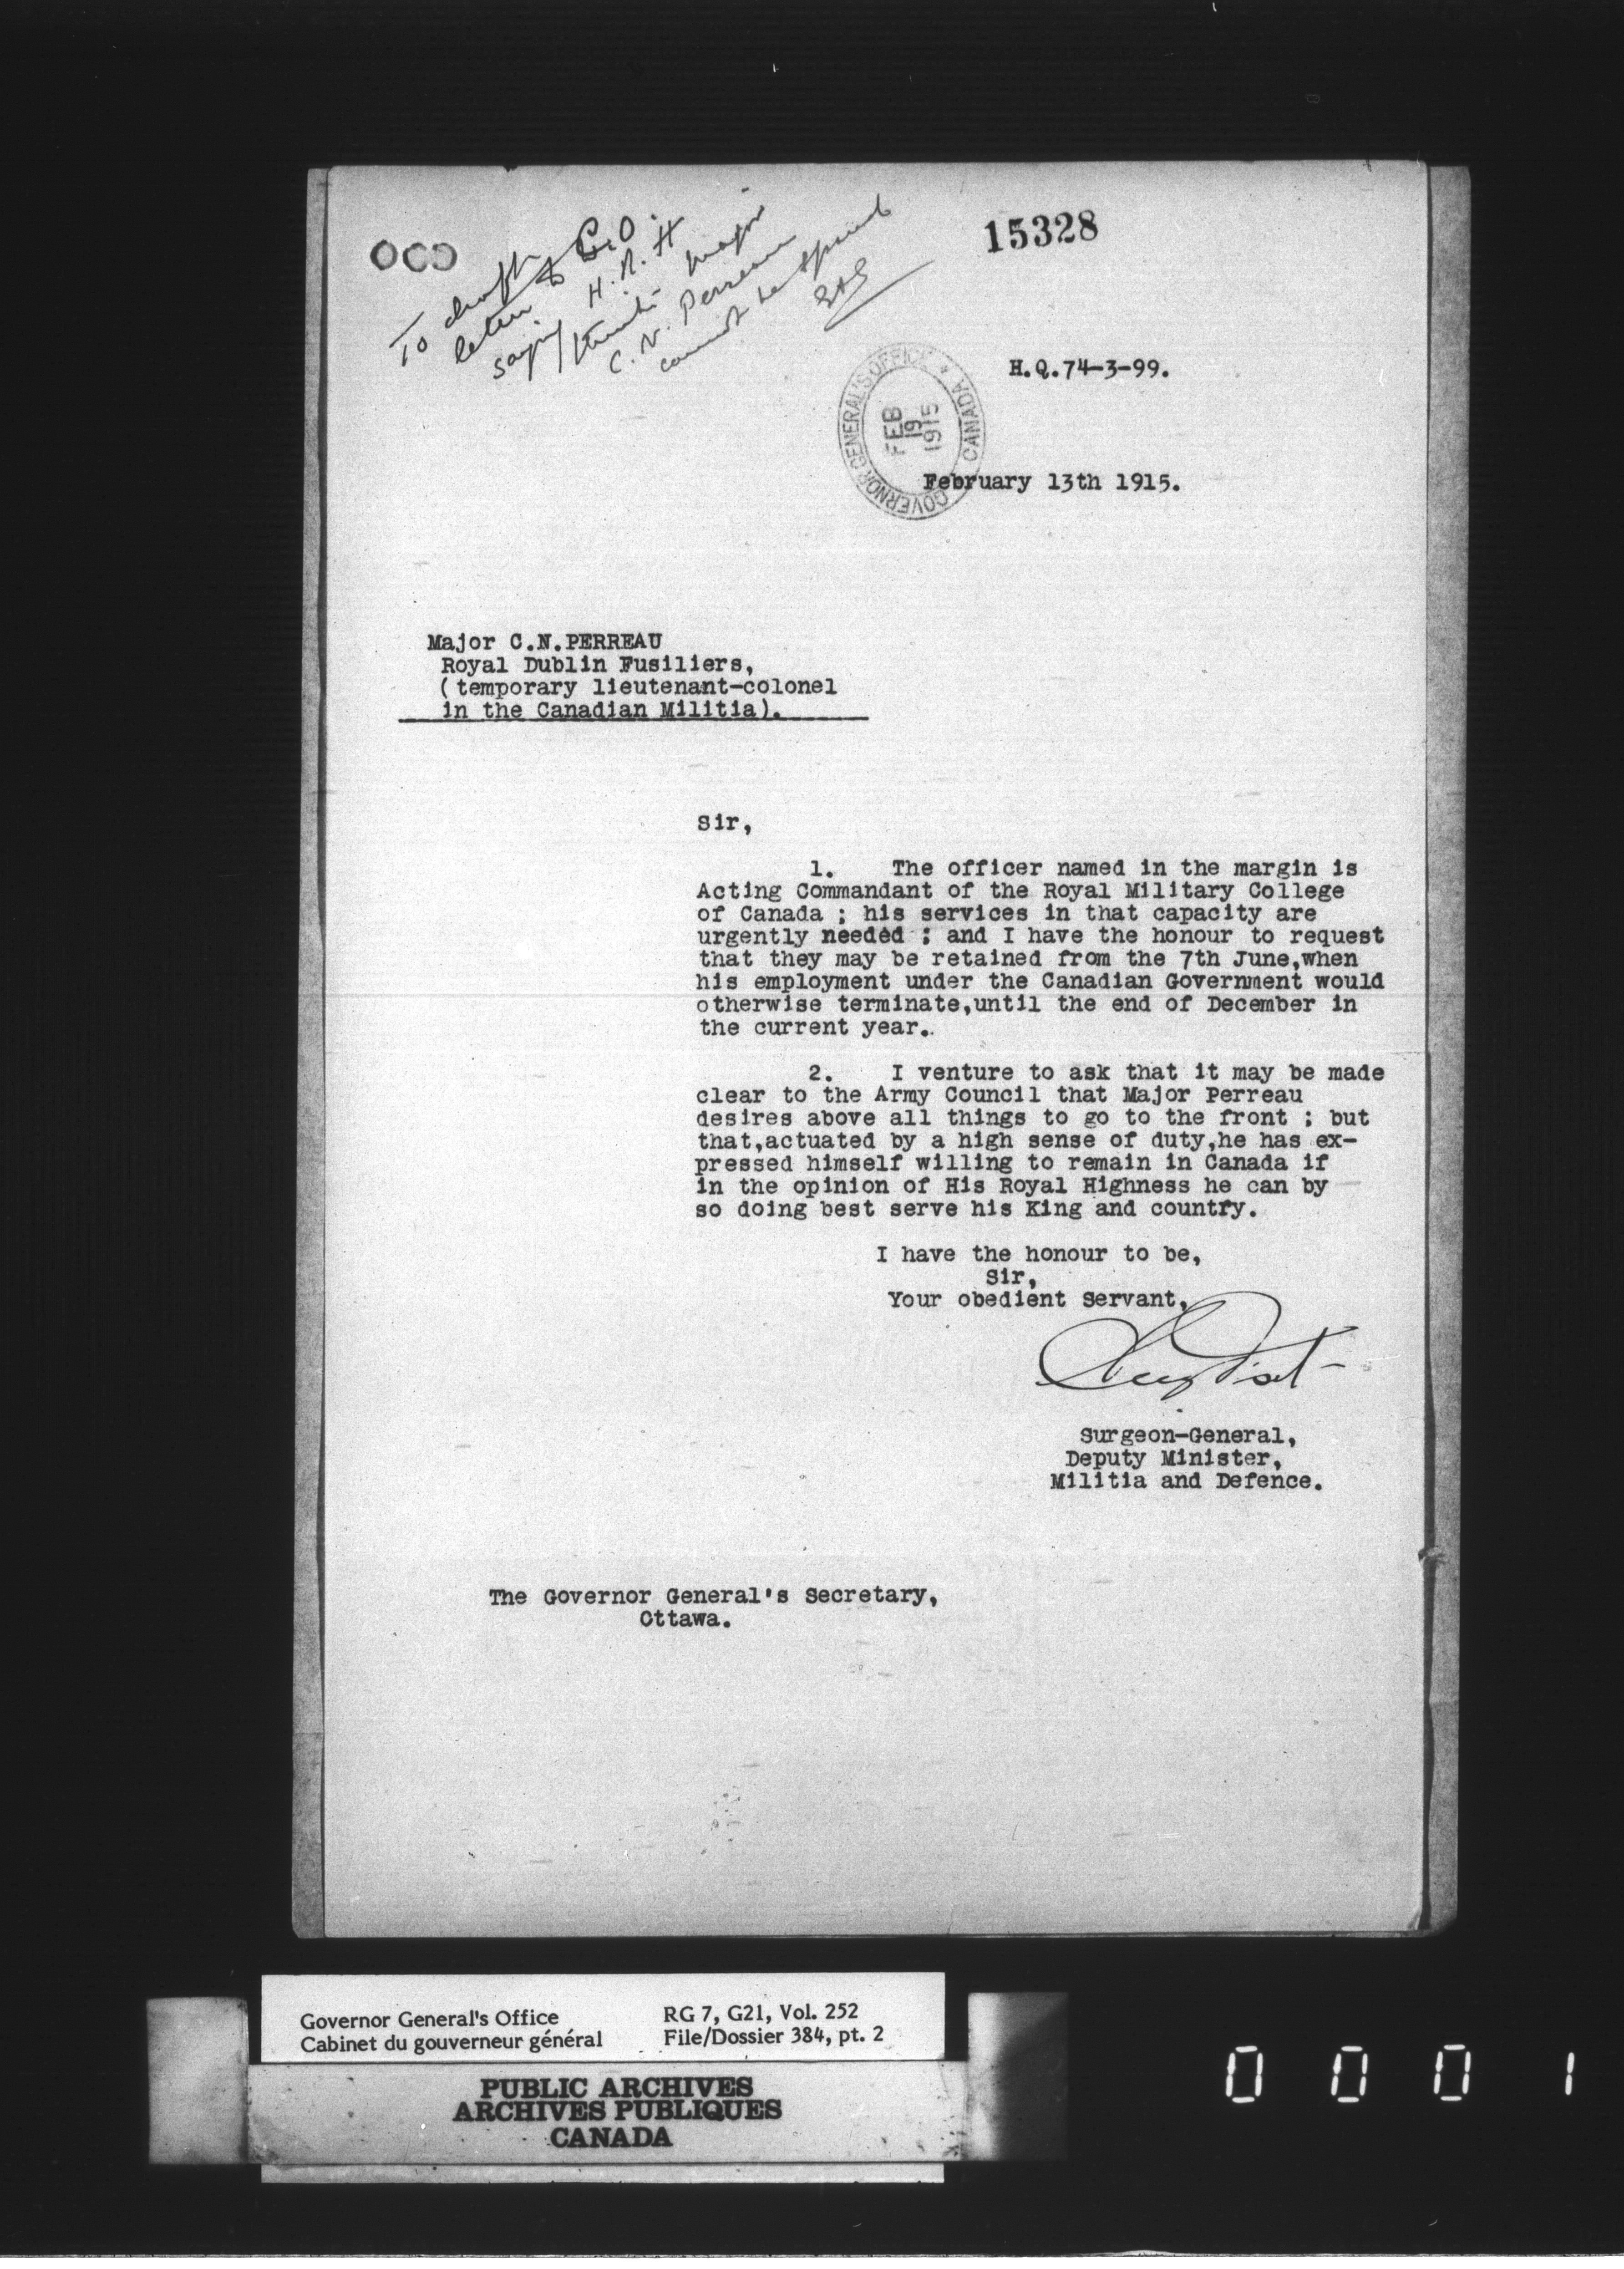 15328
To draft
letter to C.O.
saying H.R.H
thinks Major
C.N. Perreau
cannot be spared
H.Q.74-3-99.
GOVERNOR GENERAL'S OFFICE * CANADA
FEB
19
1915
February 13th 1915.
Major C.N.PERREAU
Royal Dublin Fusiliers,
(temporary lieutenant-colonel
in the Canadian Militia).
Sir,
1. The officer named in the margin is
Acting Commandant of the Royal Military College
of Canada ; his services in that capacity are
urgently needed ; and I have the honour to request
that they may be retained from the 7th June,when
his employment under the Canadian Government would
otherwise terminate,until the end of December in
the current year.
2. I venture to ask that it may be made
clear to the Army Council that Major Perreau
desires above all things to go to the front ; but
that,actuated by a high sense of duty,he has ex-
pressed himself willing to remain in Canada if
in the opinion of His Royal Highness he can by
so doing best serve his King and country.
I have the honour to be,
Sir,
Your obedient Servant,
Surgeon-General,
Deputy Minister,
Militia and Defence.
The Governor General's Secretary,
Ottawa.
Governor General's Office RG 7, G21, Vol. 252
Cabinet du gouverneur général File/Dossier 384, pt. 2
PUBLIC ARCHIVES
ARCHIVES PUBLIQUES
CANADA
0001